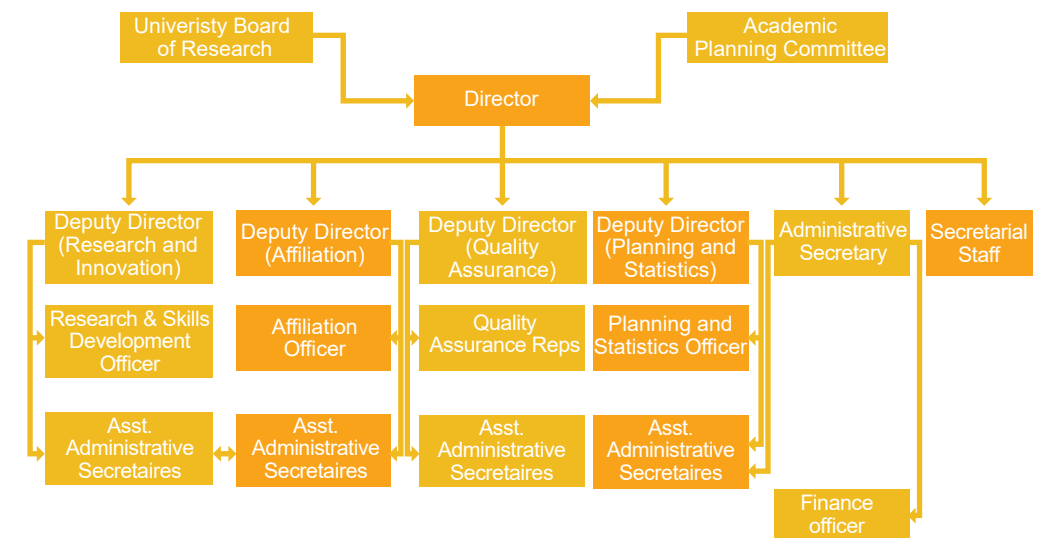 Univeristy Board
of Research
Academic
Planning Committee
Director
Deputy Director
(Research and
Innovation)
Deputy Director
(Affiliation)
Deputy Director
(Quality
Assurance)
Deputy Director
(Planning and
Statistics)
Administrative
Secretary
Secretarial
Staff
Research & Skills
Development
Officer
Affiliation
Officer
Quality
Assurance Reps
Planning and
Statistics Officer
Asst.
Administrative
Secretaires
Asst.
Administrative
Secretaires
Asst.
Administrative
Secretaires
Asst.
Administrative
Secretaires
Finance
officer